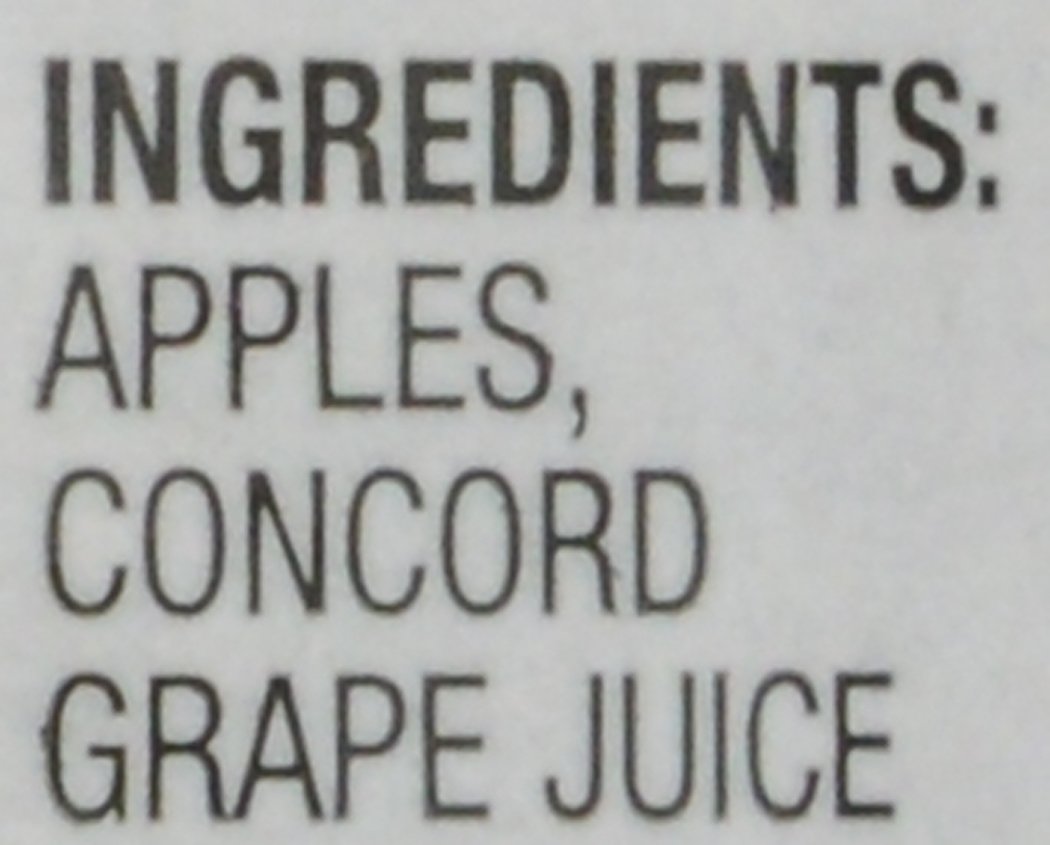 INGREDIENTS:
APPLES,
CONCORD
GRAPE JUICE